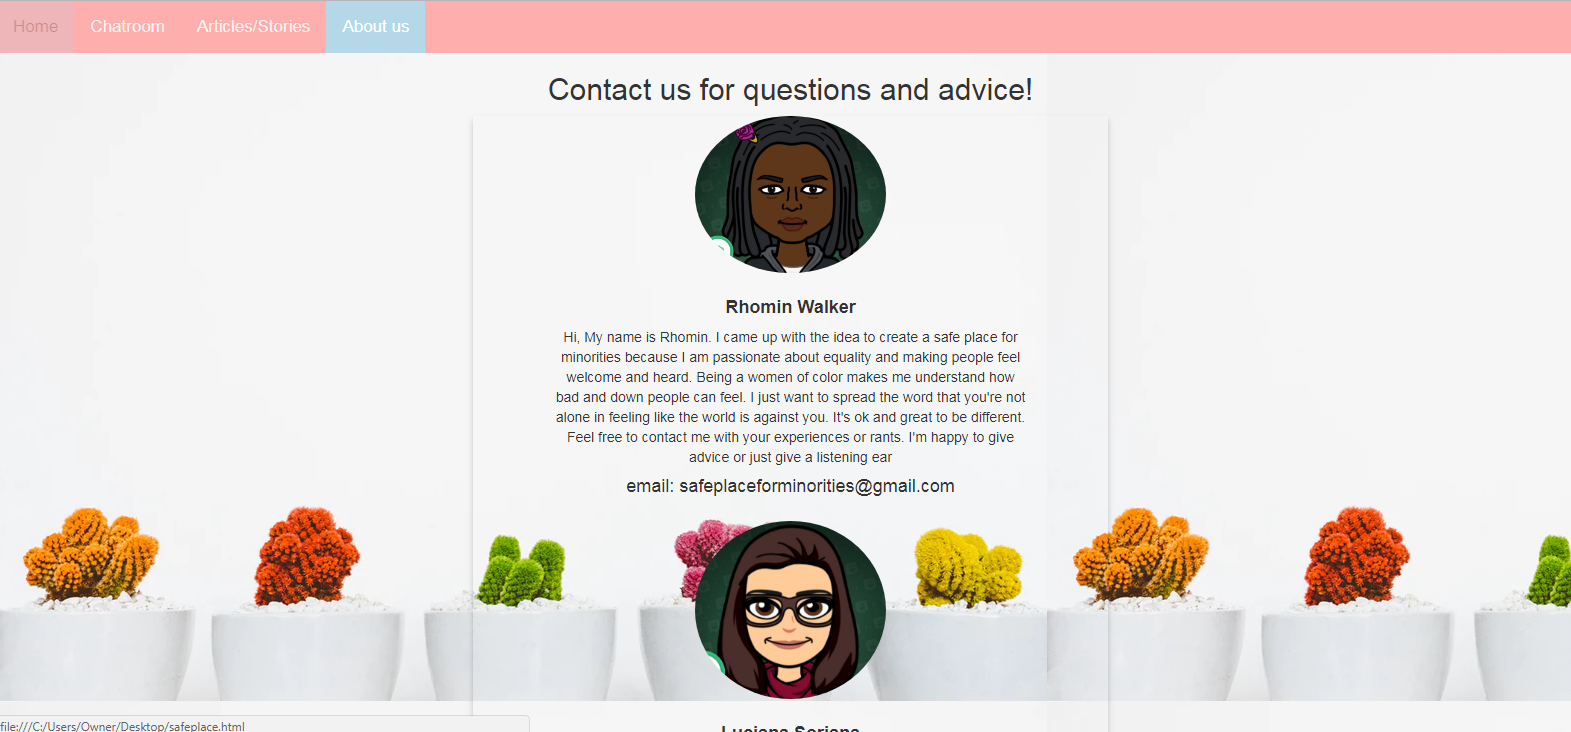 Home Chatroom Articles/Stories About us
Contact us for questions and advice!
Rhomin Walker
Hi, My name is Rhomin. I came up with the idea to create a safe place for
minorities because I am passionate about equality and making people feel
welcome and heard. Being a women of color makes me understand how
bad and down people can feel. I just want to spread the word that you're not
alone in feeling like the world is against you. It's ok and great to be different.
Feel free to contact me with your experiences or rants. I'm happy to give
advice or just give a listening ear
email: safeplaceforminorities@gmail.com
Luciana Soriana
file:///C:/Users/Owner/Desktop/safeplace.html